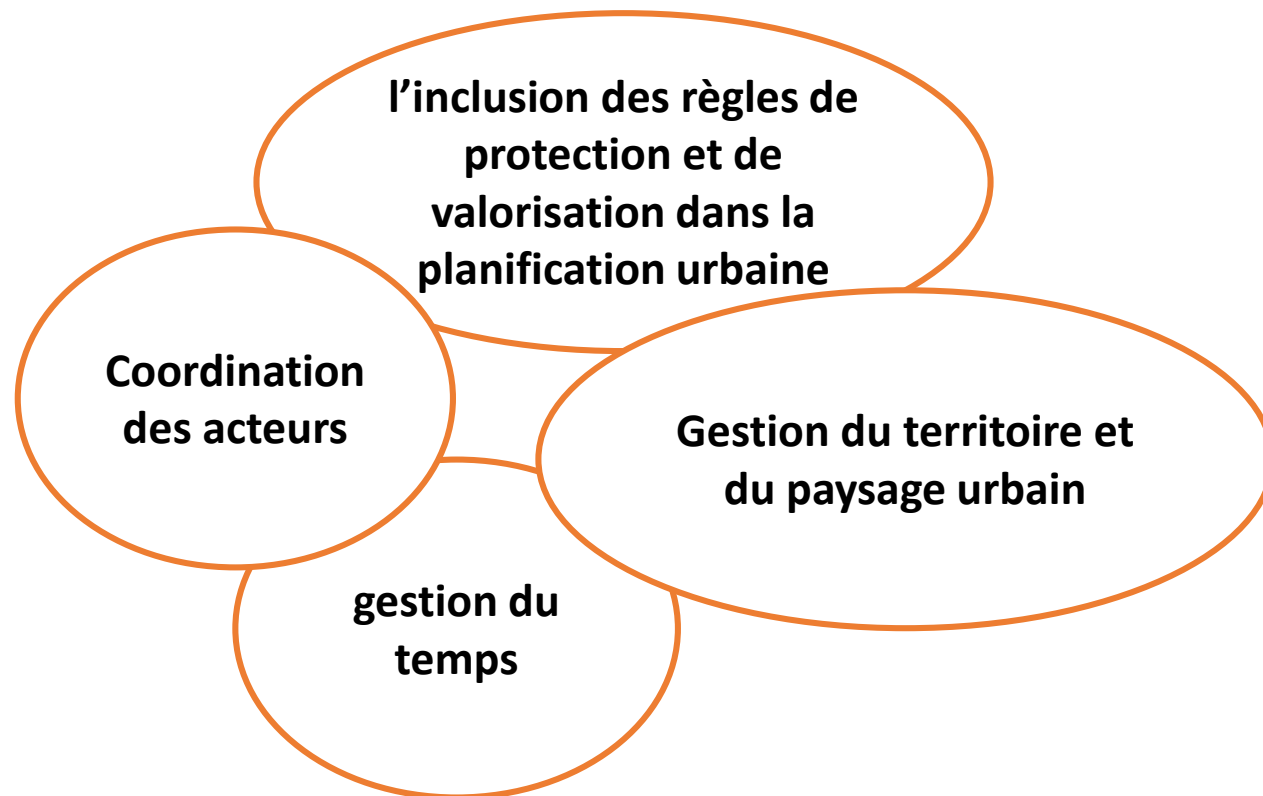 l’inclusion des règles de
protection et de
valorisation dans la
planification urbaine
Coordination
des acteurs
Gestion du territoire et
du paysage urbain
gestion du
temps